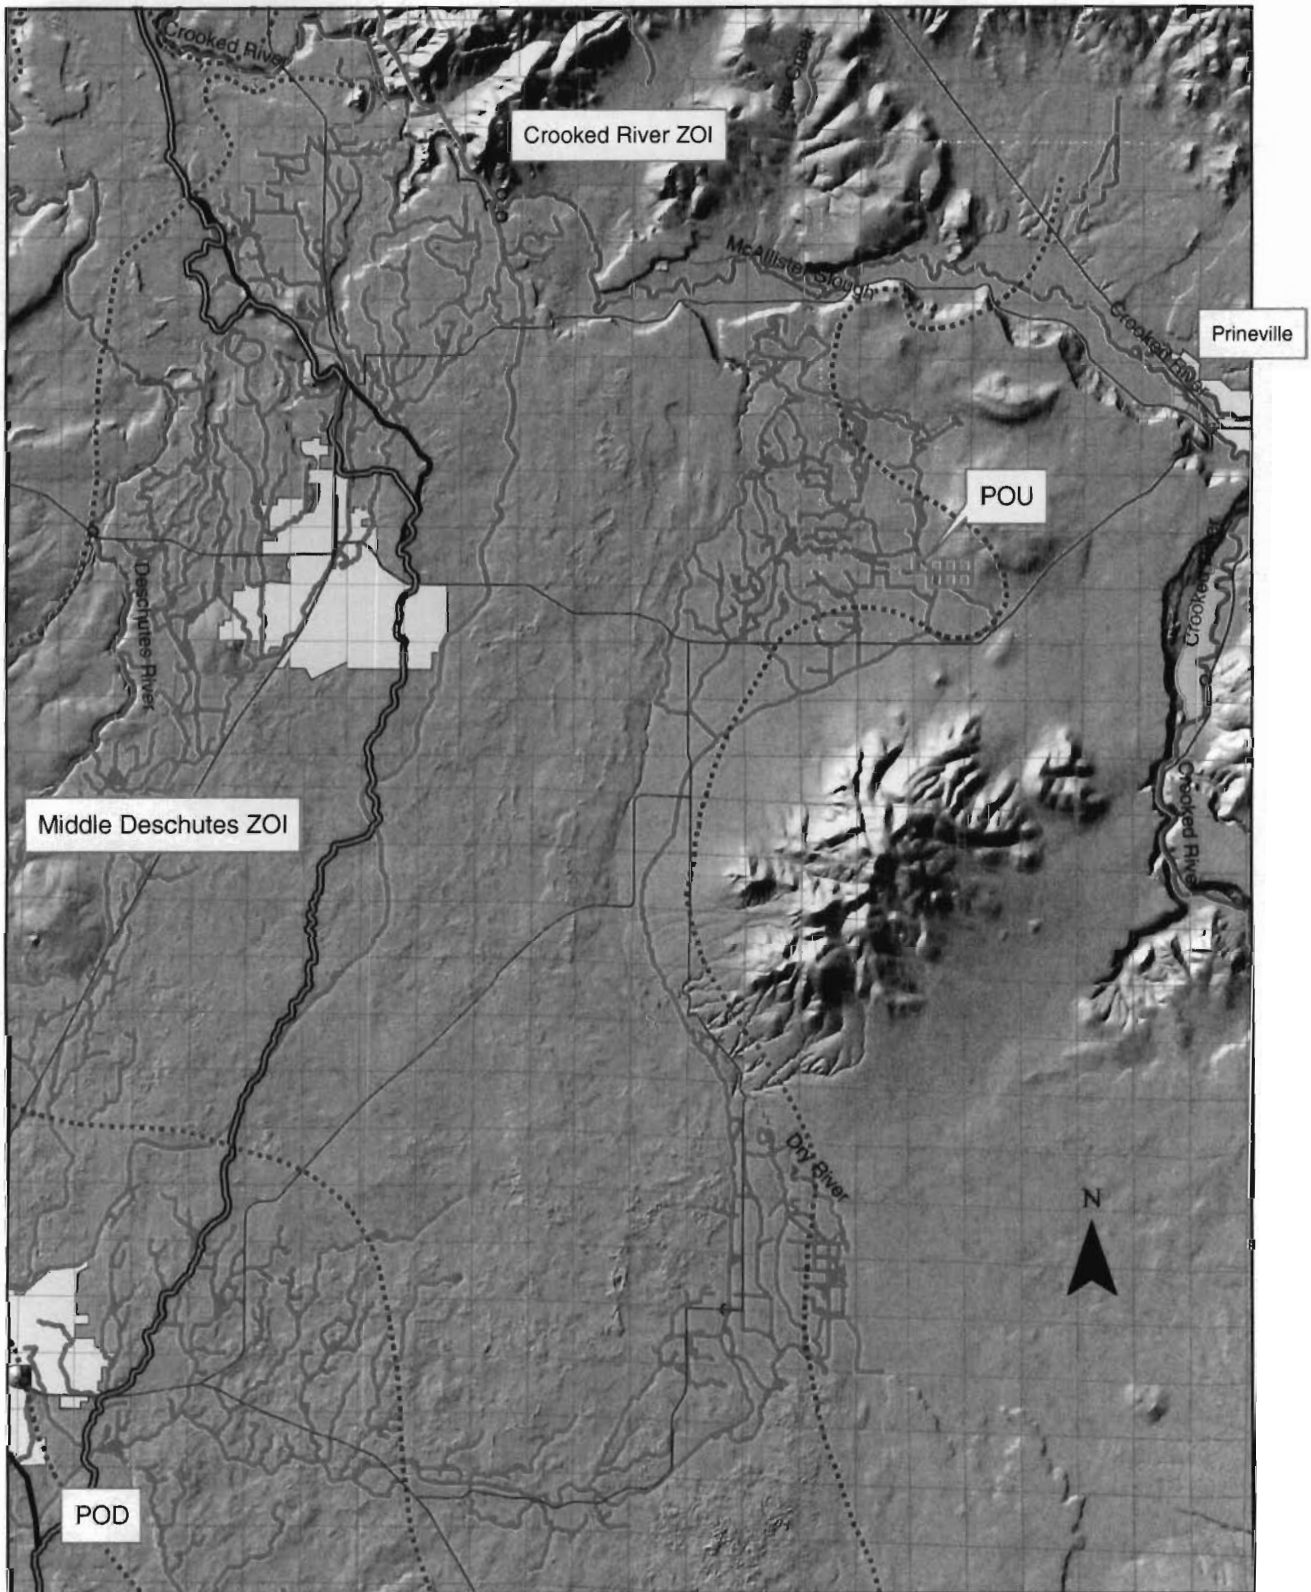 Crooked River
Creek
Crooked River ZOI
McAllister Slough
Crooked River
Prineville
POU
Deschutes River
Crooked River
Crooked River
Middle Deschutes ZOI
Dry River
N
POD